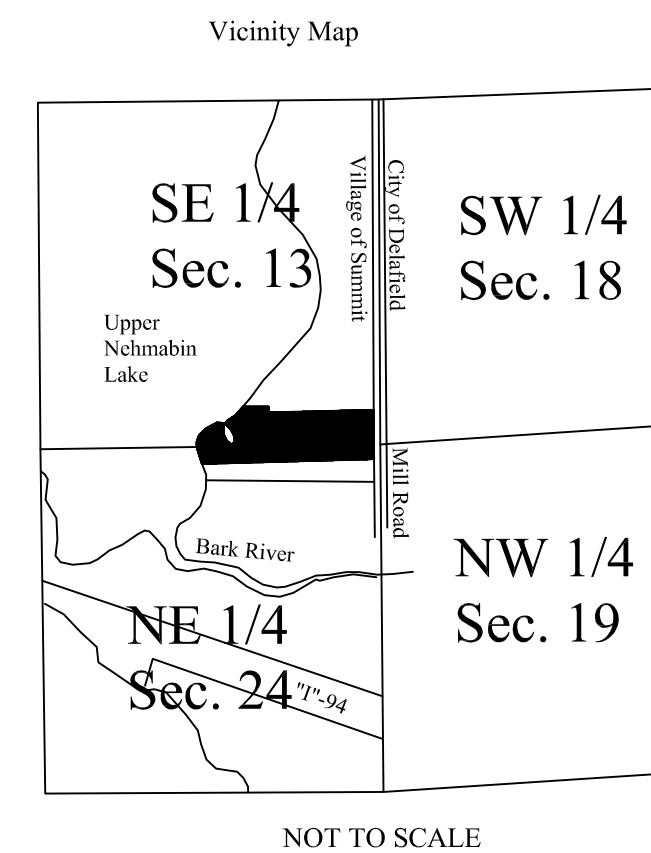 Vicinity Map
SE 1/4
Sec. 13
Village of Summit
City of Delafield
SW 1/4
Sec. 18
Upper
Nehmabin
Lake
Mill Road
Bark River
NW 1/4
Sec. 19
NE 1/4
Sec. 24
"I"-94
NOT TO SCALE